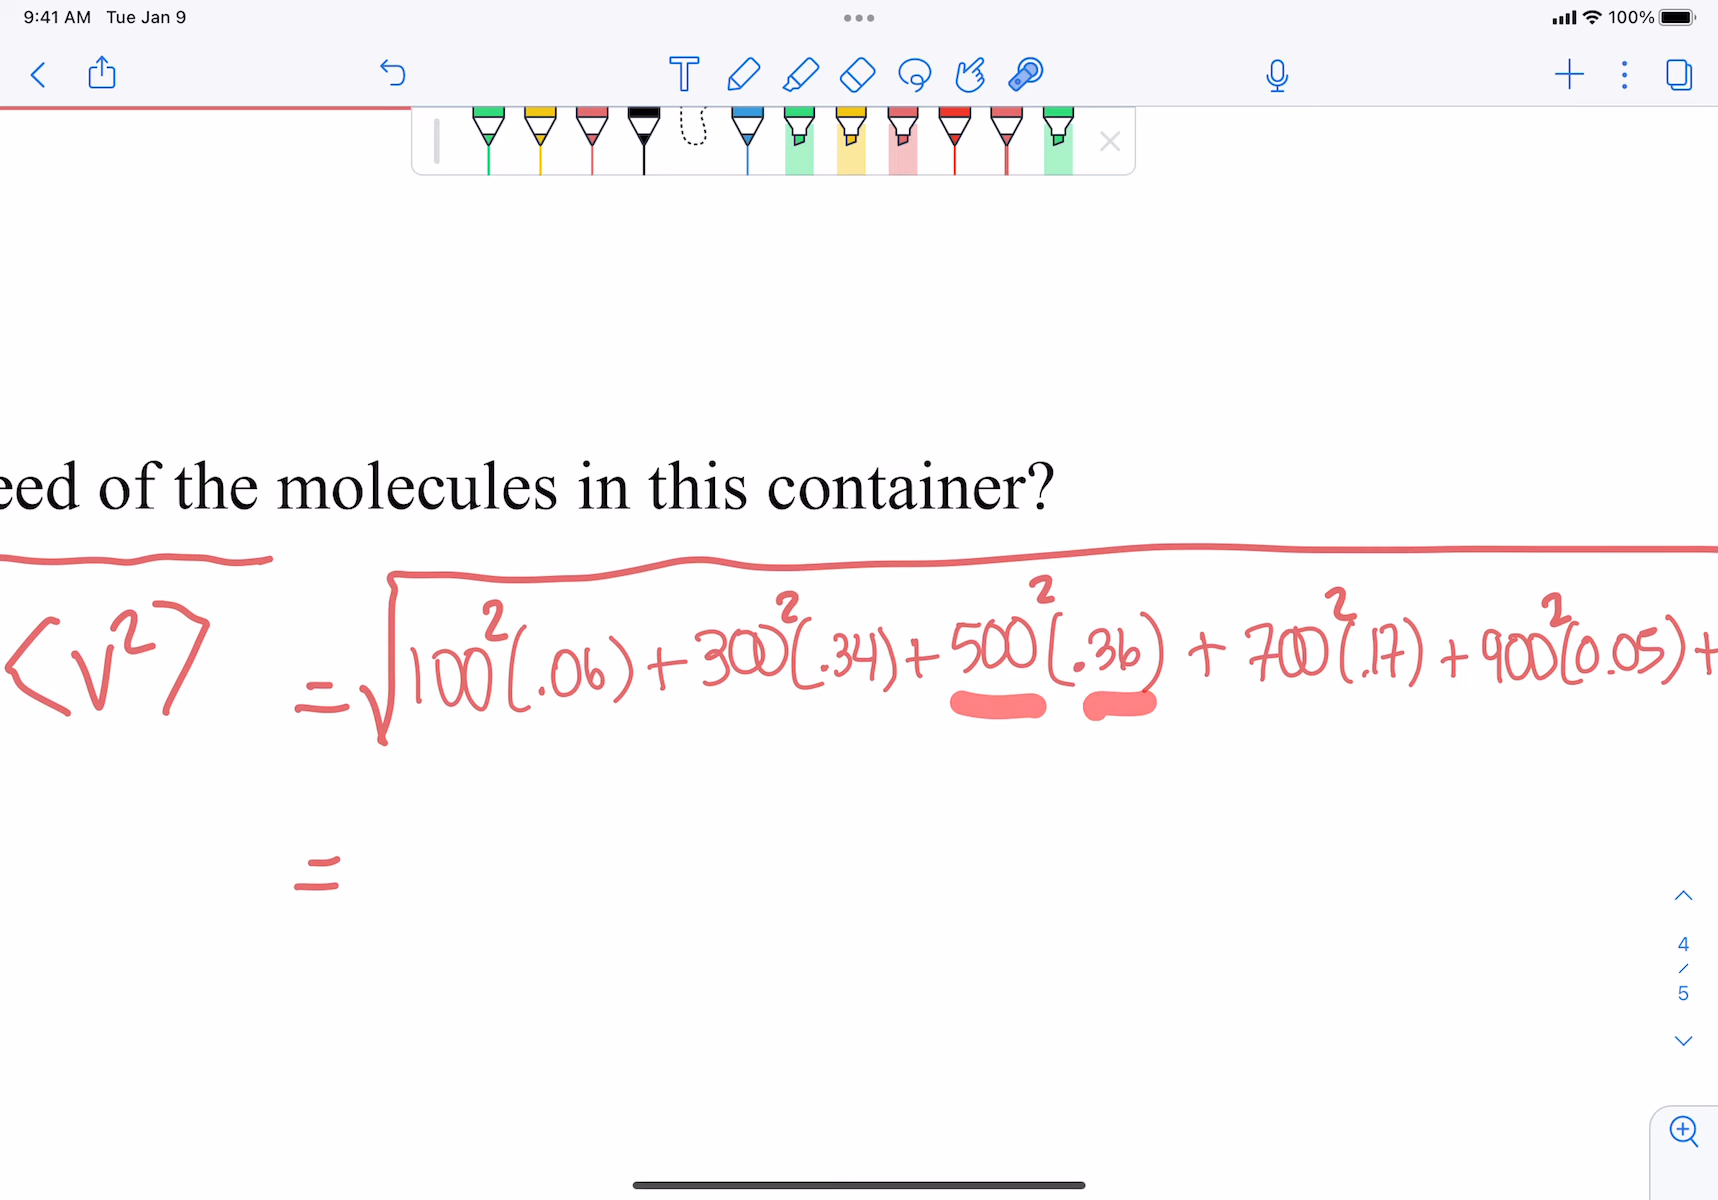 9:41 AM Tue Jan 9 100%
T
eed of the molecules in this container?
⟨v²⟩ = √100²(.06) + 300²(.34) + 500²(.36) + 700²(.17) + 900²(0.05) +
=
4
/
5